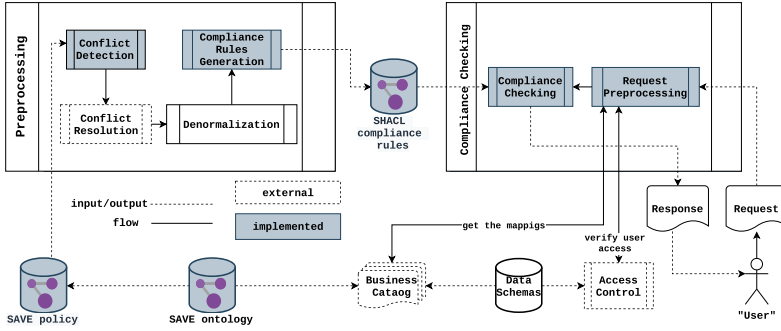 Preprocessing
Conflict
Detection
Compliance
Rules
Generation
Conflict
Resolution
Denormalization
SHACL
compliance
rules
Compliance Checking
Compliance
Checking
Request
Preprocessing
input/output
flow
external
implemented
get the mappigs
verify user
access
Response
Request
SAVE policy
SAVE ontology
Business
Cataog
Data
Schemas
Access
Control
"User"